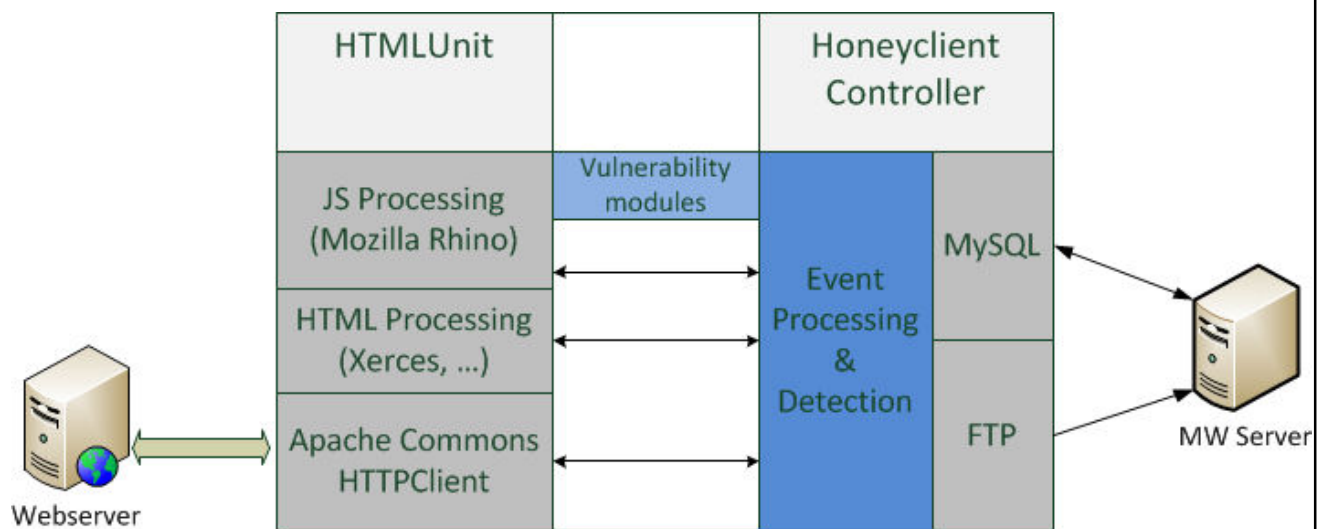 HTMLUnit
Honeyclient
Controller
Vulnerability
modules
JS Processing
(Mozilla Rhino)
MySQL
Event
Processing
&
Detection
HTML Processing
(Xerces, ...)
Apache Commons
HTTPClient
FTP
MW Server
Webserver